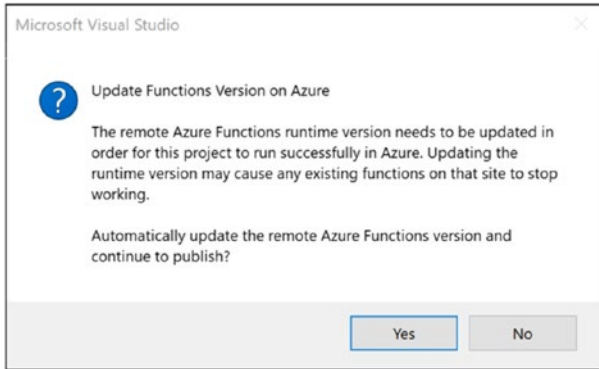 Microsoft Visual Studio
?
Update Functions Version on Azure
The remote Azure Functions runtime version needs to be updated in
order for this project to run successfully in Azure. Updating the
runtime version may cause any existing functions on that site to stop
working.
Automatically update the remote Azure Functions version and
continue to publish?
Yes
No